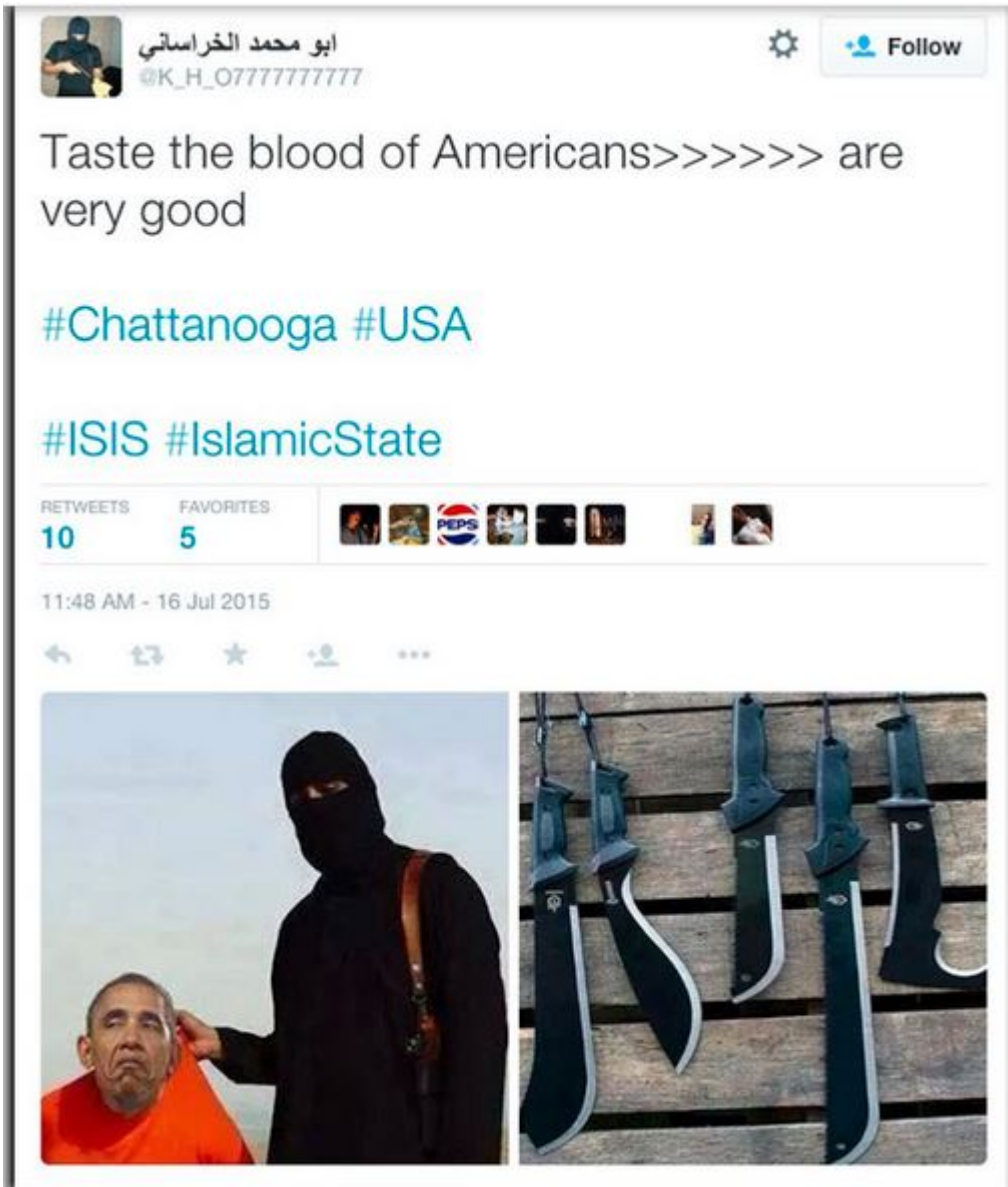 ابو محمد الخراساني
@K_H_O7777777777
Follow
Taste the blood of Americans>>>>>> are
very good
#Chattanooga #USA
#ISIS #IslamicState
RETWEETS FAVORITES
10 5
PEPS
11:48 AM - 16 Jul 2015